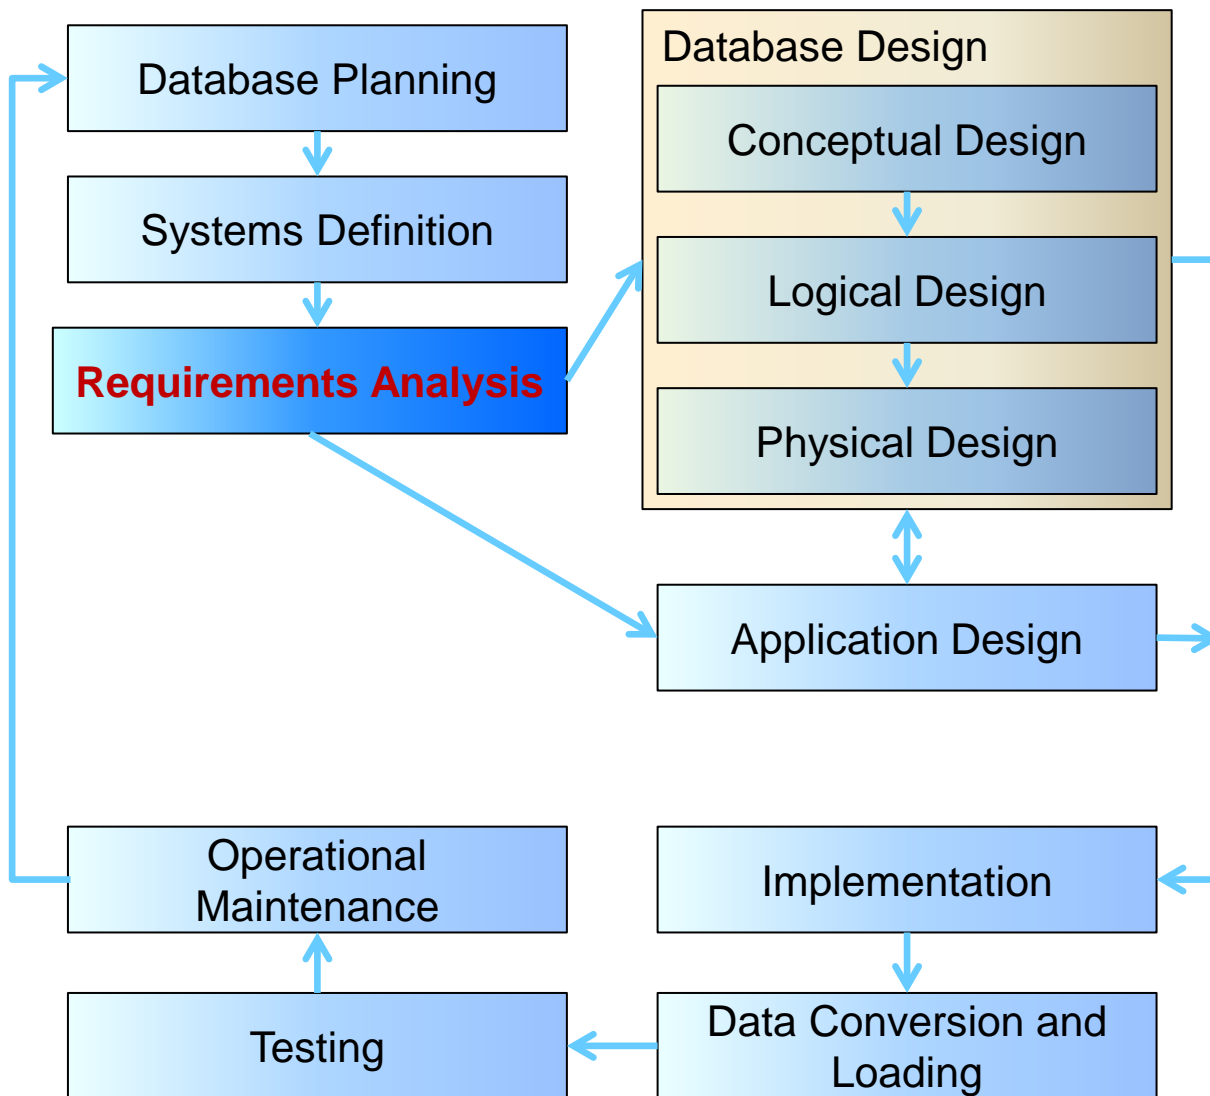 Database Planning
Systems Definition
Requirements Analysis
Database Design
Conceptual Design
Logical Design
Physical Design
Application Design
Operational
Maintenance
Implementation
Testing
Data Conversion and
Loading